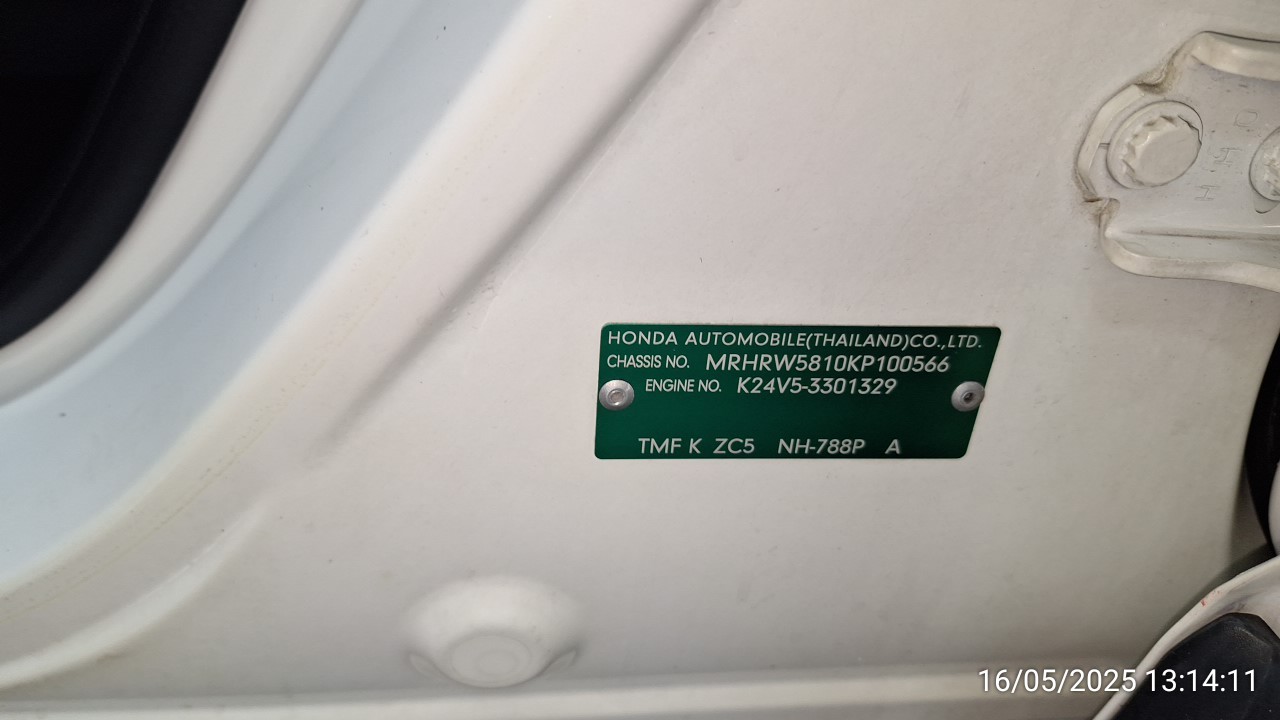 HONDA AUTOMOBILE(THAILAND)CO.,LTD.
CHASSIS NO. MRHRW5810KP100566
ENGINE NO. K24V5-3301329
TMF K ZC5 NH-788P A
16/05/2025 13:14:11